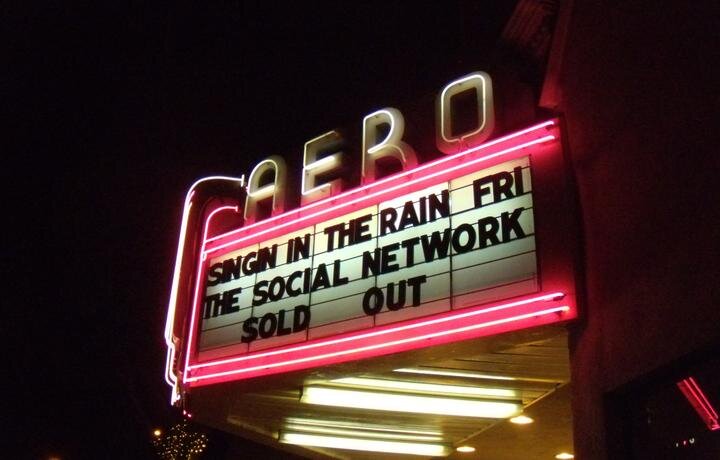 AERO
SINGIN IN THE RAIN FRI
THE SOCIAL NETWORK
SOLD OUT